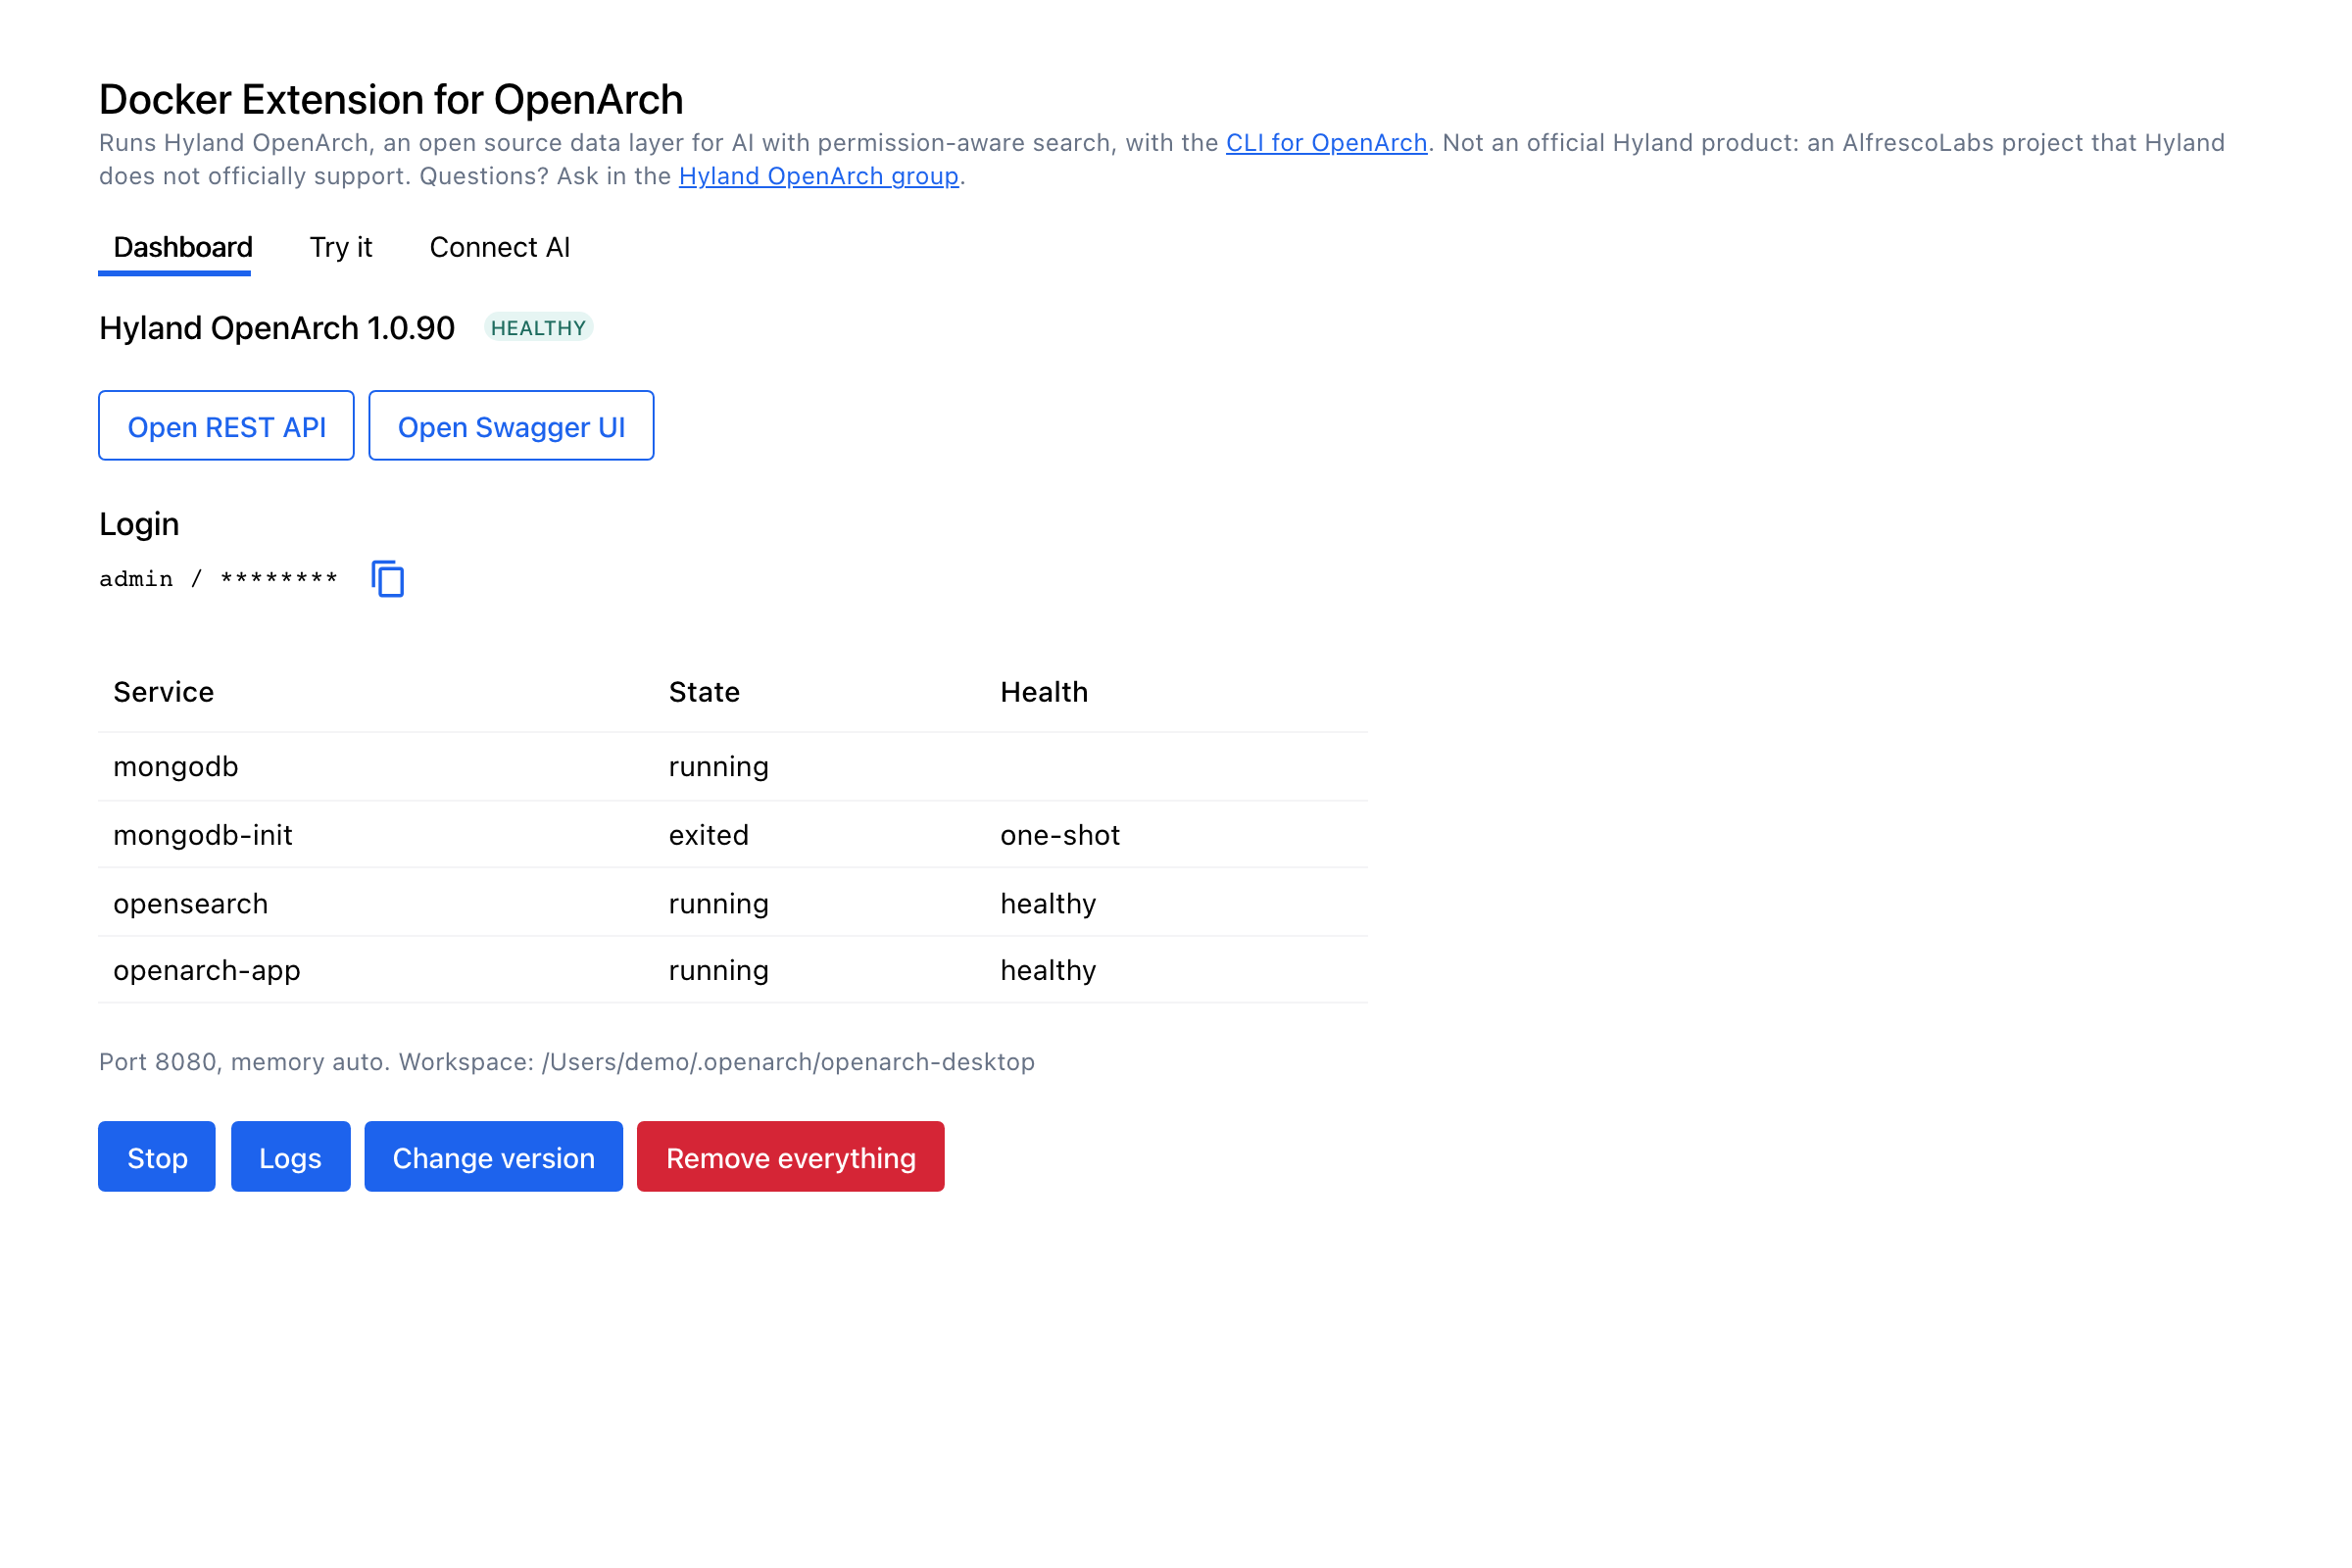 Docker Extension for OpenArch
Runs Hyland OpenArch, an open source data layer for AI with permission-aware search, with the CLI for OpenArch. Not an official Hyland product: an AlfrescoLabs project that Hyland
does not officially support. Questions? Ask in the Hyland OpenArch group.
Dashboard Try it Connect AI
Hyland OpenArch 1.0.90 HEALTHY
Open REST API Open Swagger UI
Login
admin / ********
Service State Health
mongodb running
mongodb-init exited one-shot
opensearch running healthy
openarch-app running healthy
Port 8080, memory auto. Workspace: /Users/demo/.openarch/openarch-desktop
Stop Logs Change version Remove everything